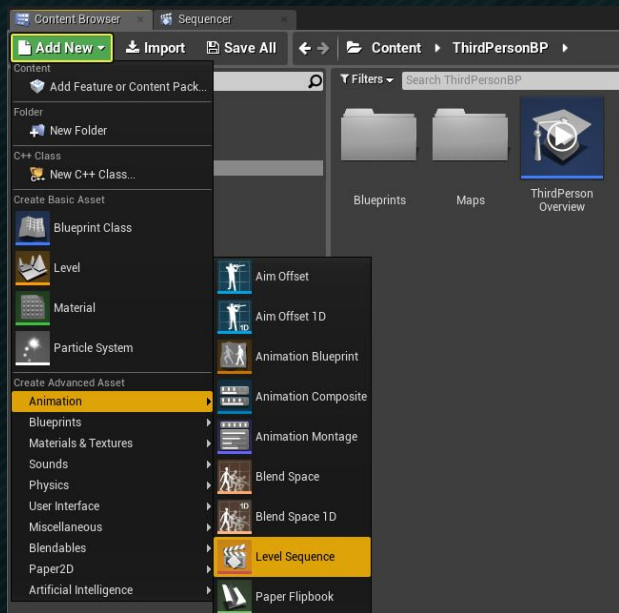 Content Browser
Sequencer
Add New
Import
Save All
Content
ThirdPersonBP
Content
Add Feature or Content Pack...
Filters
Search ThirdPersonBP
Folder
New Folder
C++ Class
New C++ Class...
Create Basic Asset
Blueprint Class
Level
Material
Particle System
Blueprints
Maps
ThirdPerson
Overview
Create Advanced Asset
Animation
Blueprints
Materials & Textures
Sounds
Physics
User Interface
Miscellaneous
Blendables
Paper2D
Artificial Intelligence
Aim Offset
1D
Aim Offset 1D
Animation Blueprint
Animation Composite
Animation Montage
Blend Space
1D
Blend Space 1D
Level Sequence
Paper Flipbook